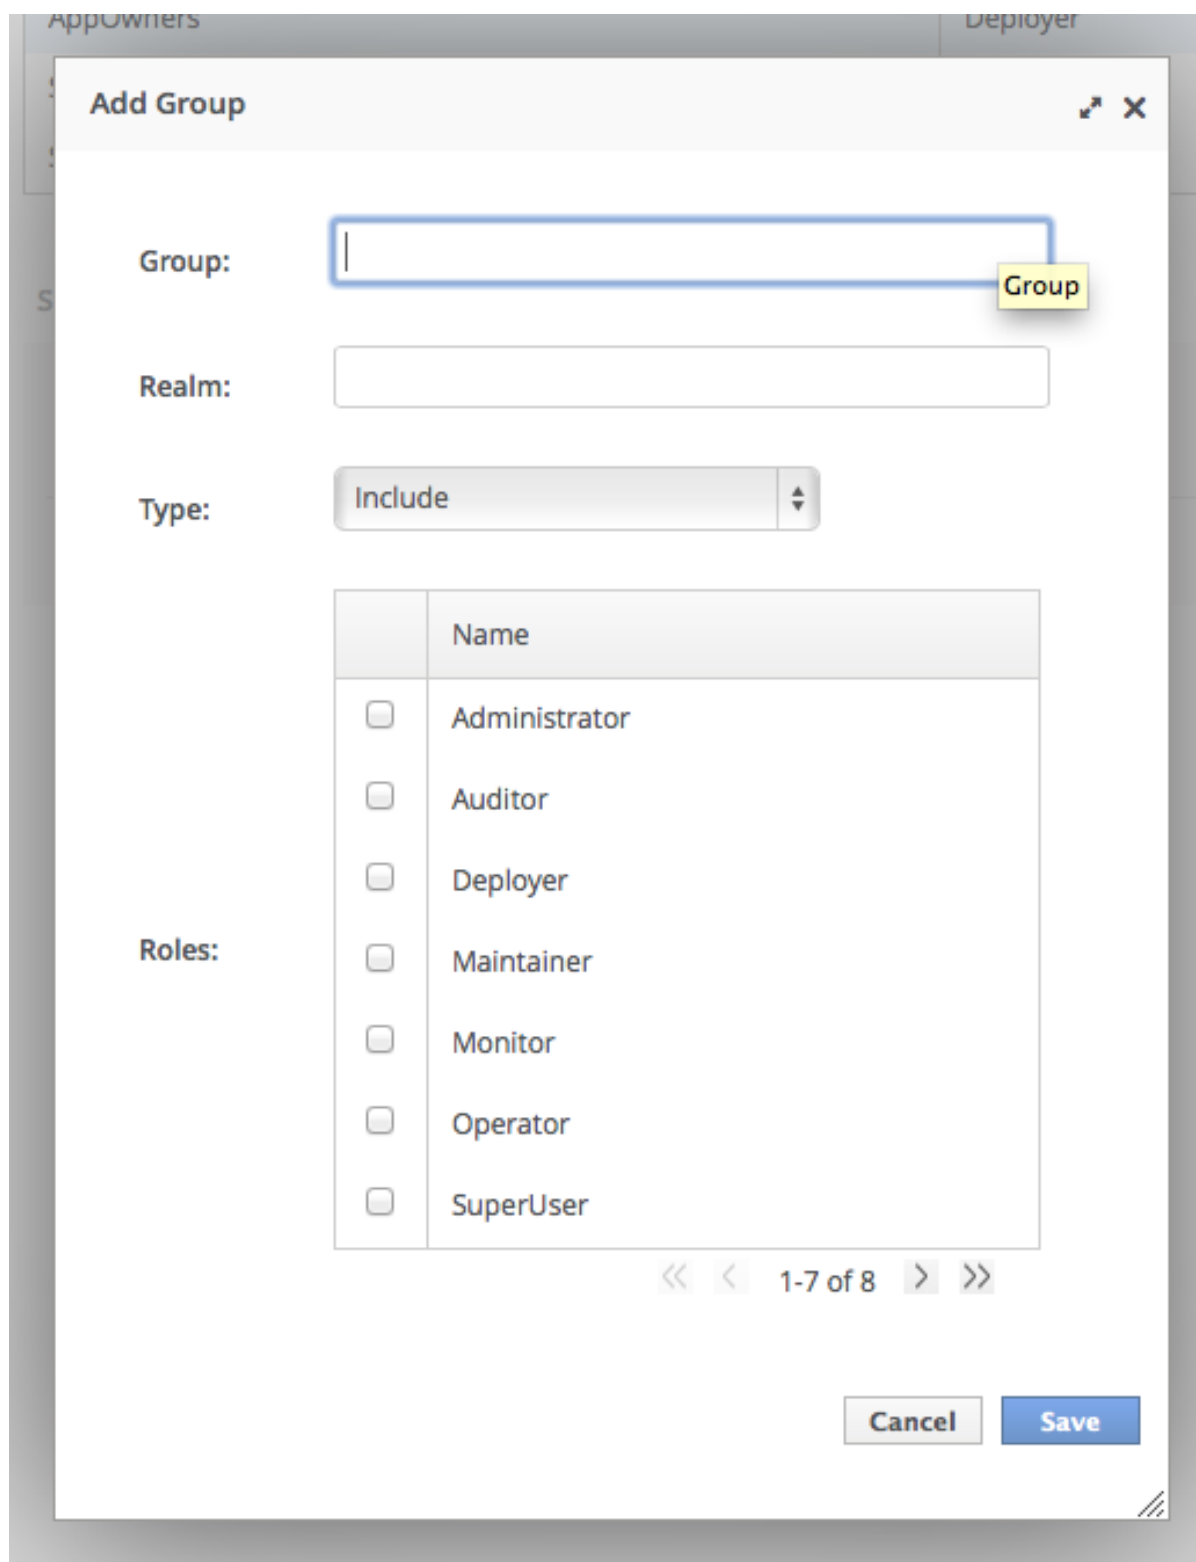 AppOwners Deployer
Add Group
Group:
Group
Realm:
Type: Include
Name
Administrator
Auditor
Deployer
Roles:
Maintainer
Monitor
Operator
SuperUser
1-7 of 8
Cancel Save